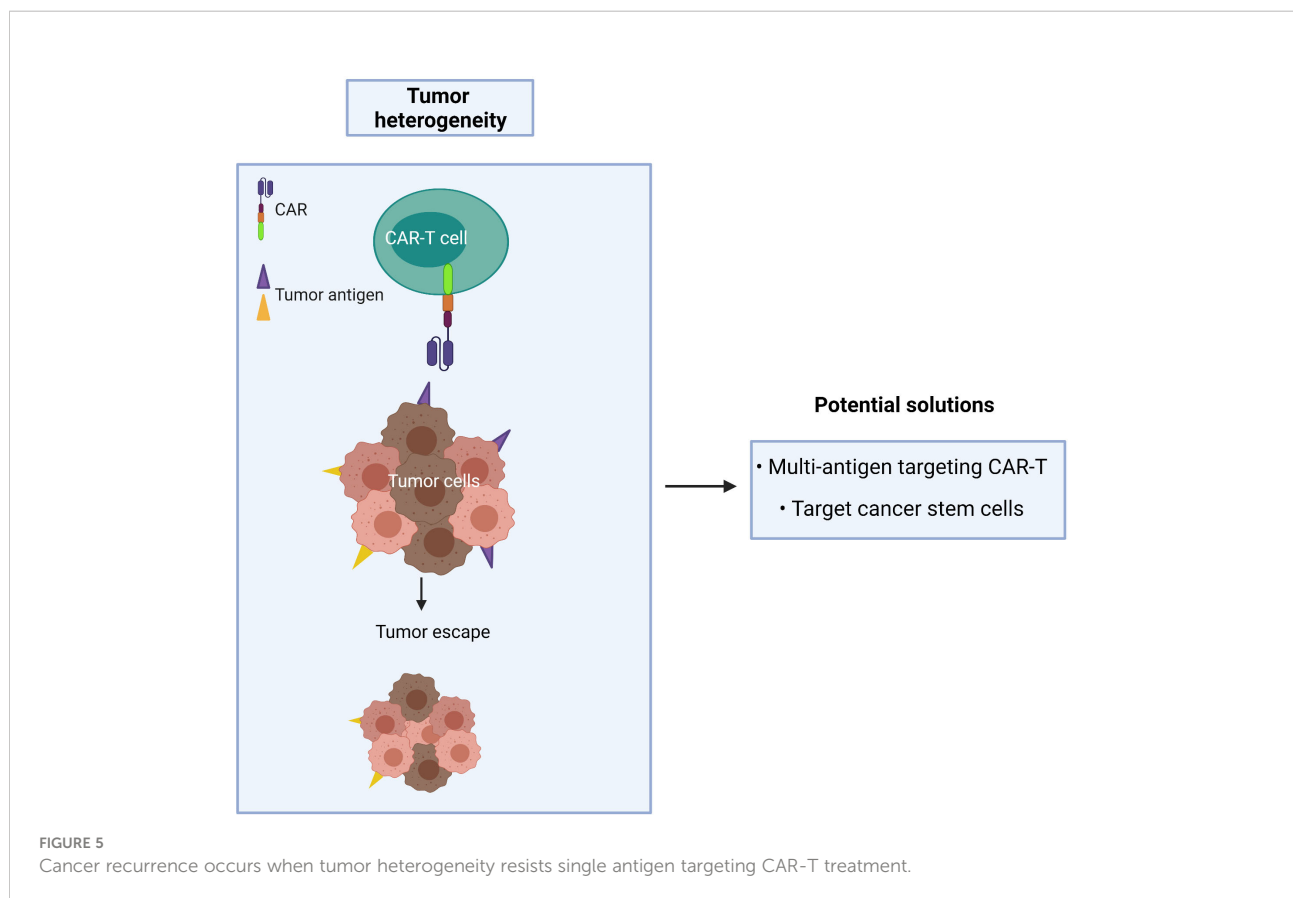 Tumor
heterogeneity
CAR
CAR-T cell
Tumor antigen
Tumor cells
Tumor escape
Potential solutions
• Multi-antigen targeting CAR-T
• Target cancer stem cells
FIGURE 5
Cancer recurrence occurs when tumor heterogeneity resists single antigen targeting CAR-T treatment.